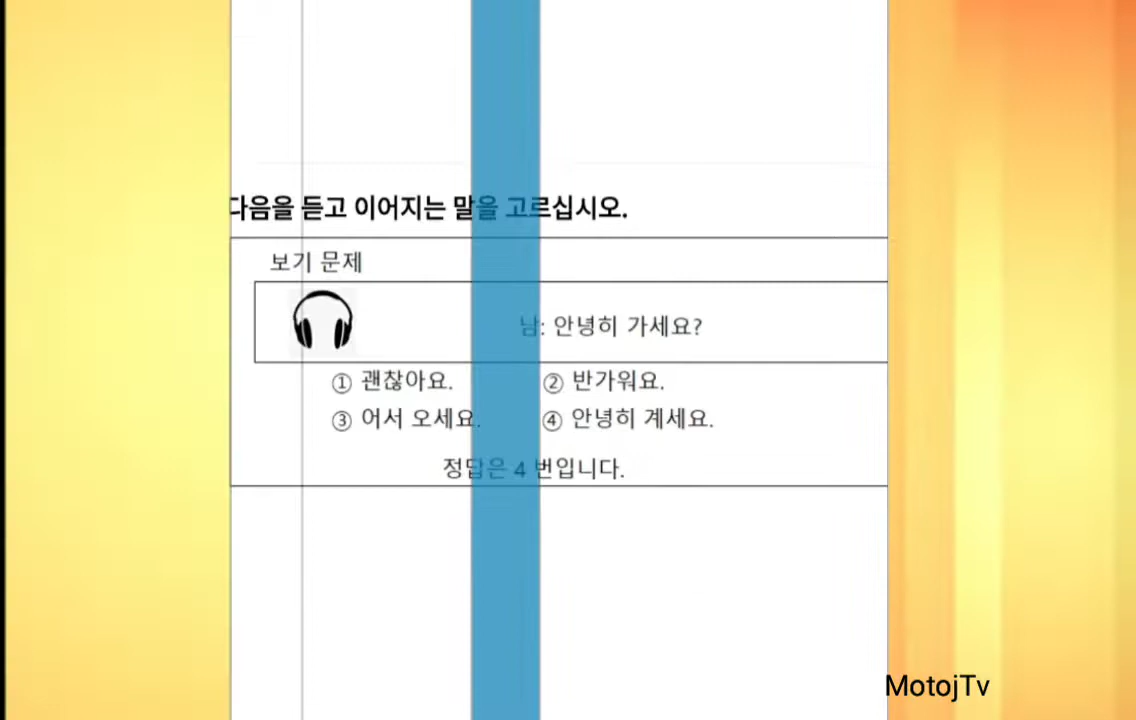 다음을 듣고 이어지는 말을 고르십시오.
보기 문제
남: 안녕히 가세요?
① 괜찮아요. ② 반가워요.
③ 어서 오세요. ④ 안녕히 계세요.
정답은 4 번입니다.
MotojTv